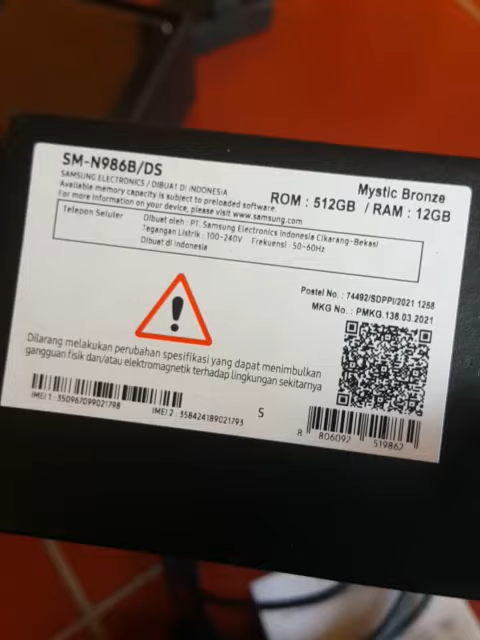 SM-N986B/DS
Mystic Bronze
SAMSUNG ELECTRONICS / DIBUAT DI INDONESIA
ROM : 512GB / RAM : 12GB
Available memory capacity is subject to preloaded software.
For more information on your device, please visit www.samsung.com
Telepon Seluler
Dibuat oleh : PT. Samsung Electronics Indonesia Cikarang-Bekasi
Tegangan Listrik : 100-240V Frekuensi : 50-60Hz
Dibuat di Indonesia
Postel No. : 74492/SDPPI/2021 1258
MKG No. : PMKG.138.03.2021
!
Dilarang melakukan perubahan spesifikasi yang dapat menimbulkan
gangguan fisik dan/atau elektromagnetik terhadap lingkungan sekitarnya
IMEI 1 : 350967099021798
IMEI 2 : 358424189021793
S
8 806092 519862